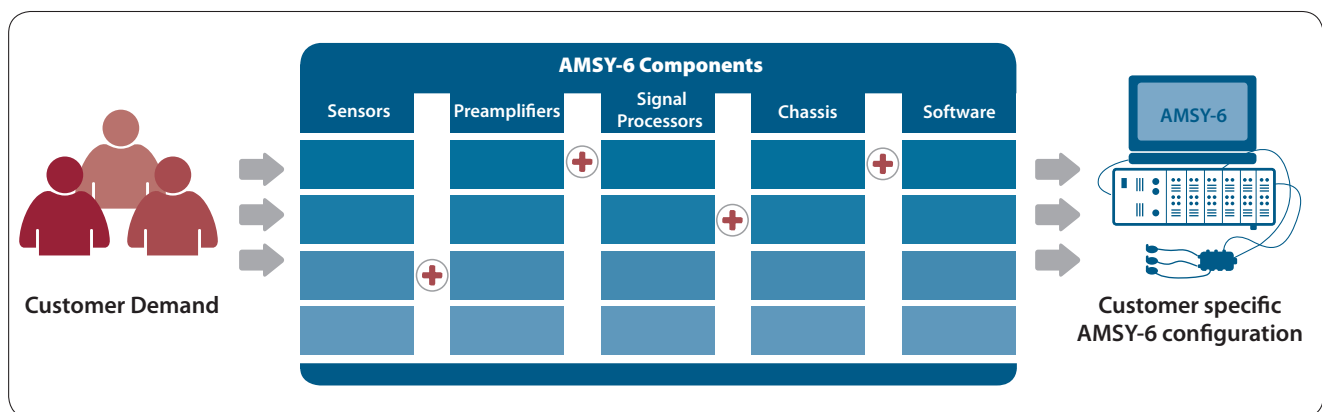 AMSY-6 Components
Sensors
Preamplifiers
Signal
Processors
Chassis
Software
AMSY-6
Customer Demand
Customer specific
AMSY-6 configuration